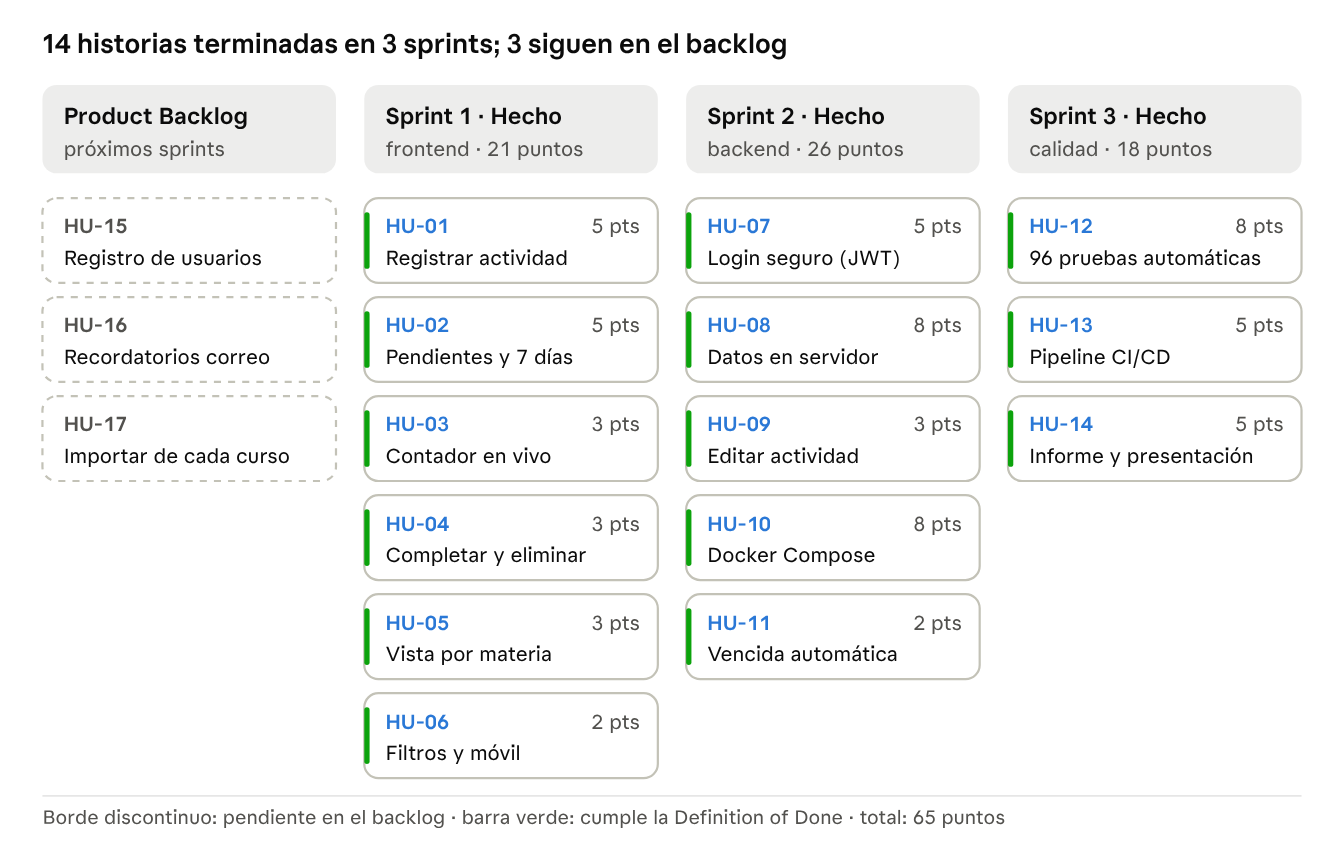 14 historias terminadas en 3 sprints; 3 siguen en el backlog
Product Backlog
próximos sprints
HU-15
Registro de usuarios
HU-16
Recordatorios correo
HU-17
Importar de cada curso
Sprint 1 · Hecho
frontend · 21 puntos
HU-01 5 pts
Registrar actividad
HU-02 5 pts
Pendientes y 7 días
HU-03 3 pts
Contador en vivo
HU-04 3 pts
Completar y eliminar
HU-05 3 pts
Vista por materia
HU-06 2 pts
Filtros y móvil
Sprint 2 · Hecho
backend · 26 puntos
HU-07 5 pts
Login seguro (JWT)
HU-08 8 pts
Datos en servidor
HU-09 3 pts
Editar actividad
HU-10 8 pts
Docker Compose
HU-11 2 pts
Vencida automática
Sprint 3 · Hecho
calidad · 18 puntos
HU-12 8 pts
96 pruebas automáticas
HU-13 5 pts
Pipeline CI/CD
HU-14 5 pts
Informe y presentación
Borde discontinuo: pendiente en el backlog · barra verde: cumple la Definition of Done · total: 65 puntos